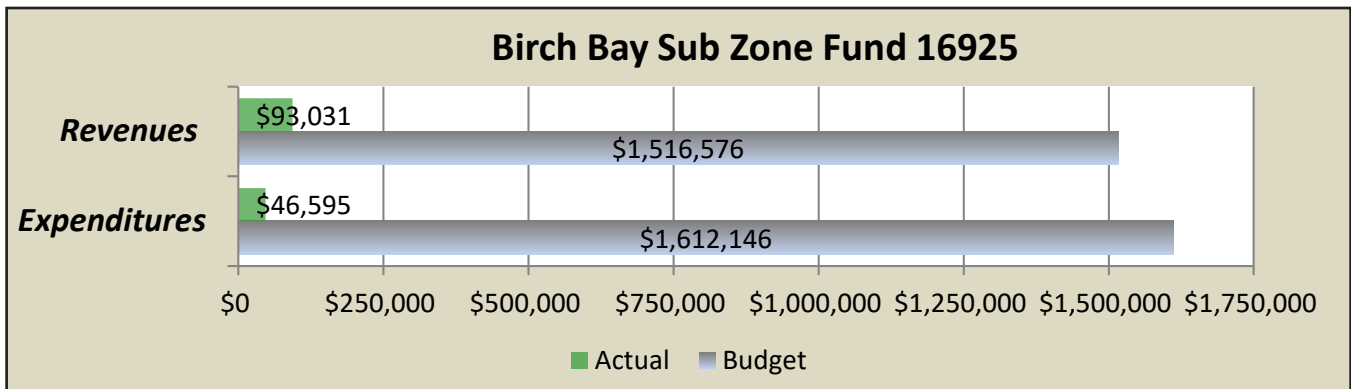 Birch Bay Sub Zone Fund 16925
Revenues
$93,031
$1,516,576
Expenditures
$46,595
$1,612,146
$0 $250,000 $500,000 $750,000 $1,000,000 $1,250,000 $1,500,000 $1,750,000
Actual Budget